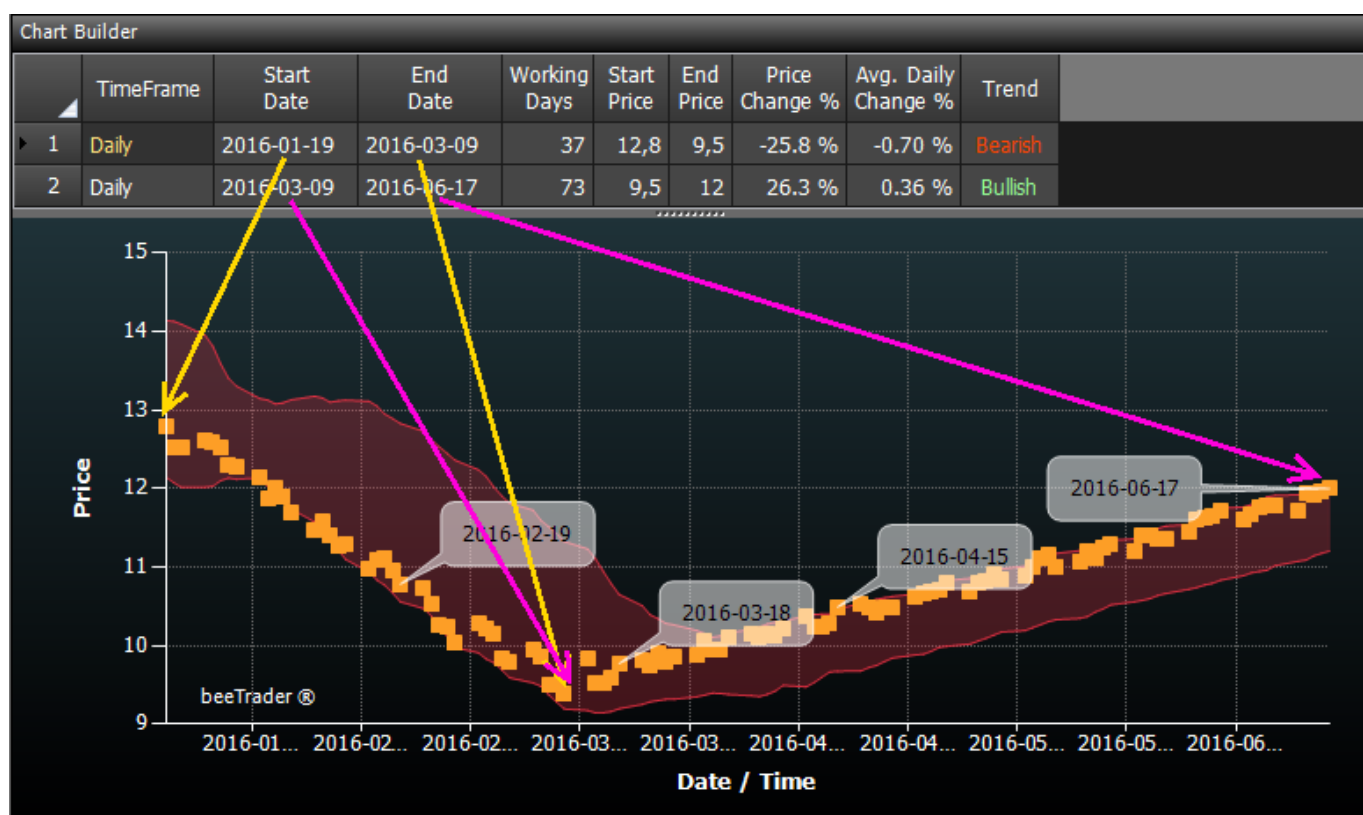 Chart Builder
TimeFrame Start Date End Date Working Days Start Price End Price Price Change % Avg. Daily Change % Trend
1 Daily 2016-01-19 2016-03-09 37 12,8 9,5 -25.8 % -0.70 % Bearish
2 Daily 2016-03-09 2016-06-17 73 9,5 12 26.3 % 0.36 % Bullish
15
14
13
12
11
10
9
Price
2016-02-19
2016-03-18
2016-04-15
2016-06-17
beeTrader ®
2016-01... 2016-02... 2016-02... 2016-03... 2016-03... 2016-04... 2016-04... 2016-05... 2016-05... 2016-06...
Date / Time